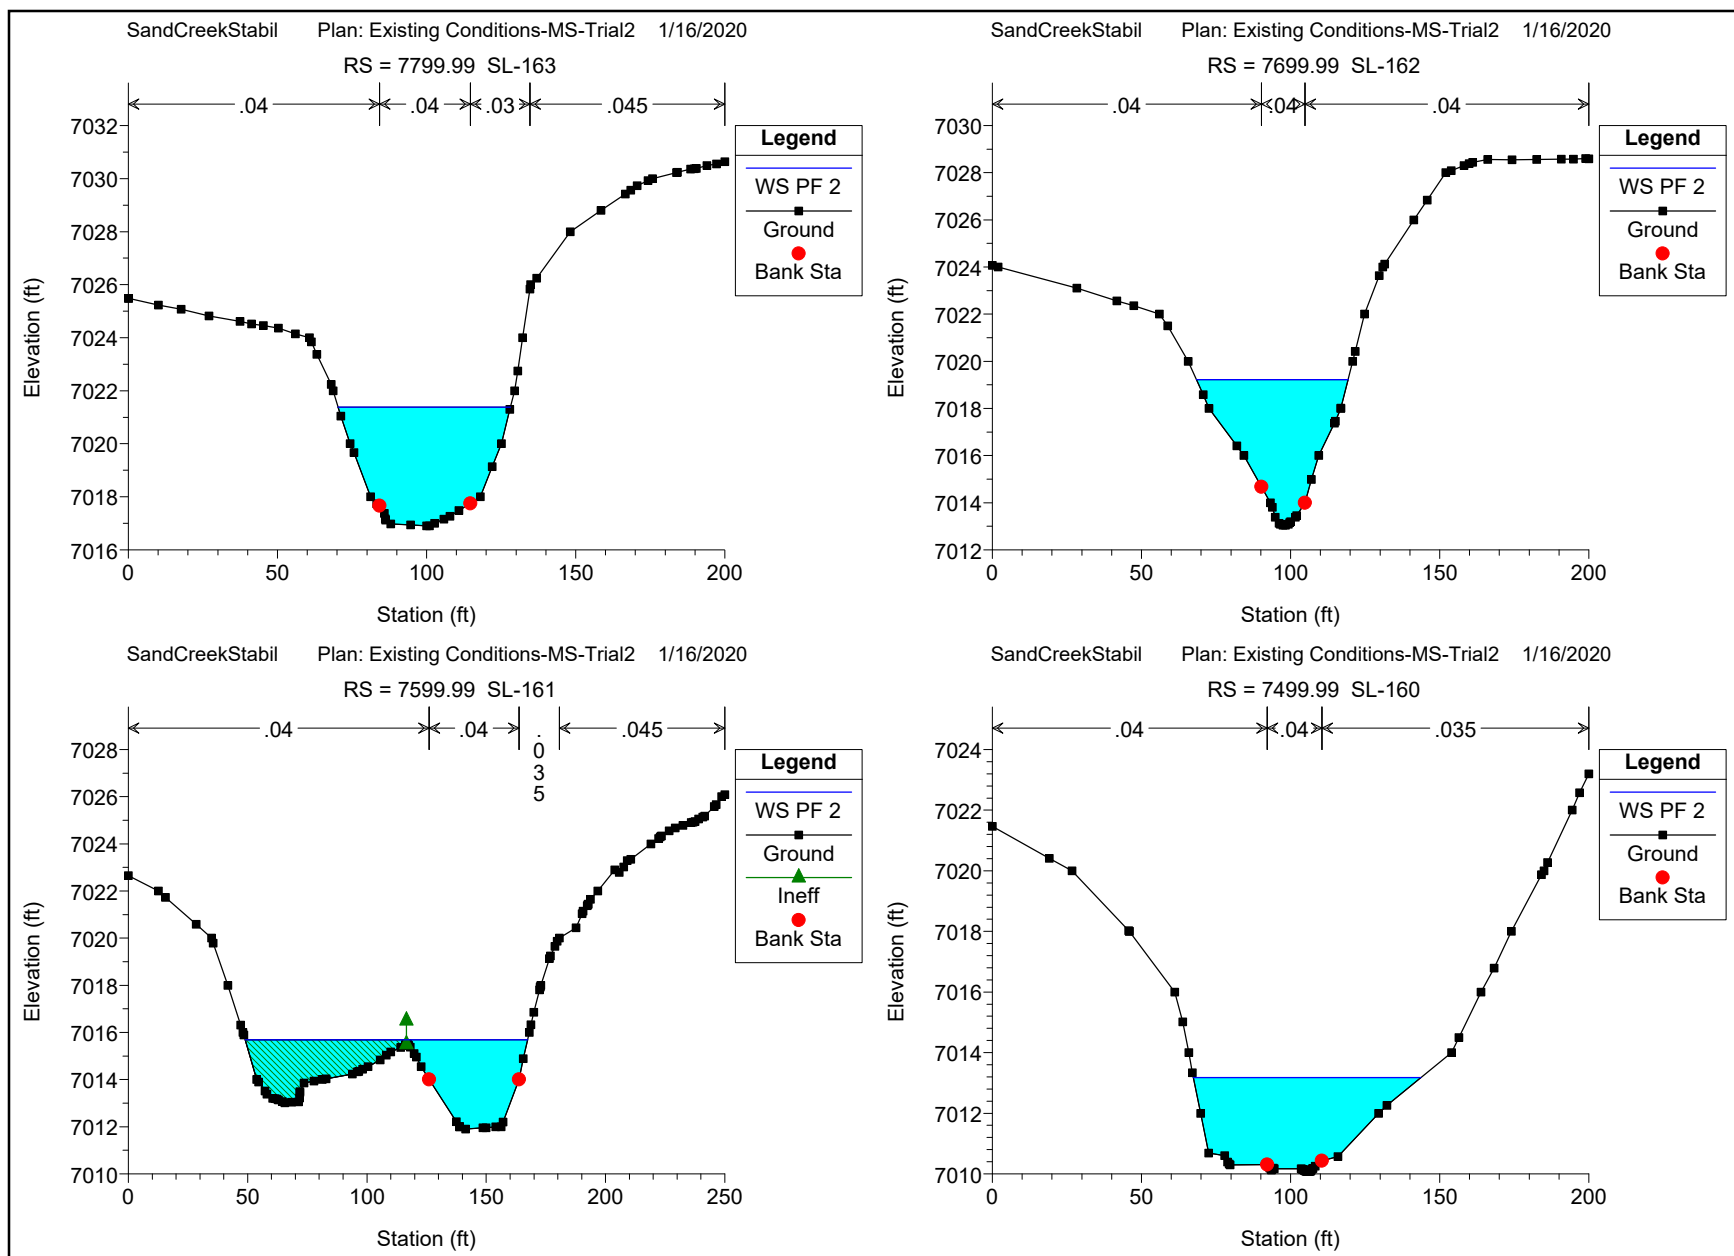 SandCreekStabil Plan: Existing Conditions-MS-Trial2 1/16/2020
RS = 7799.99 SL-163
.04 .04 .03 .045
7032
7030
7028
7026
7024
7022
7020
7018
7016
Elevation (ft)
0 50 100 150 200
Station (ft)
Legend
WS PF 2
Ground
Bank Sta
SandCreekStabil Plan: Existing Conditions-MS-Trial2 1/16/2020
RS = 7699.99 SL-162
.04 .04 .04
7030
7028
7026
7024
7022
7020
7018
7016
7014
7012
Elevation (ft)
0 50 100 150 200
Station (ft)
Legend
WS PF 2
Ground
Bank Sta
SandCreekStabil Plan: Existing Conditions-MS-Trial2 1/16/2020
RS = 7599.99 SL-161
.04 .04 .035 .045
7028
7026
7024
7022
7020
7018
7016
7014
7012
7010
Elevation (ft)
0 50 100 150 200 250
Station (ft)
Legend
WS PF 2
Ground
Ineff
Bank Sta
SandCreekStabil Plan: Existing Conditions-MS-Trial2 1/16/2020
RS = 7499.99 SL-160
.04 .04 .035
7024
7022
7020
7018
7016
7014
7012
7010
Elevation (ft)
0 50 100 150 200
Station (ft)
Legend
WS PF 2
Ground
Bank Sta